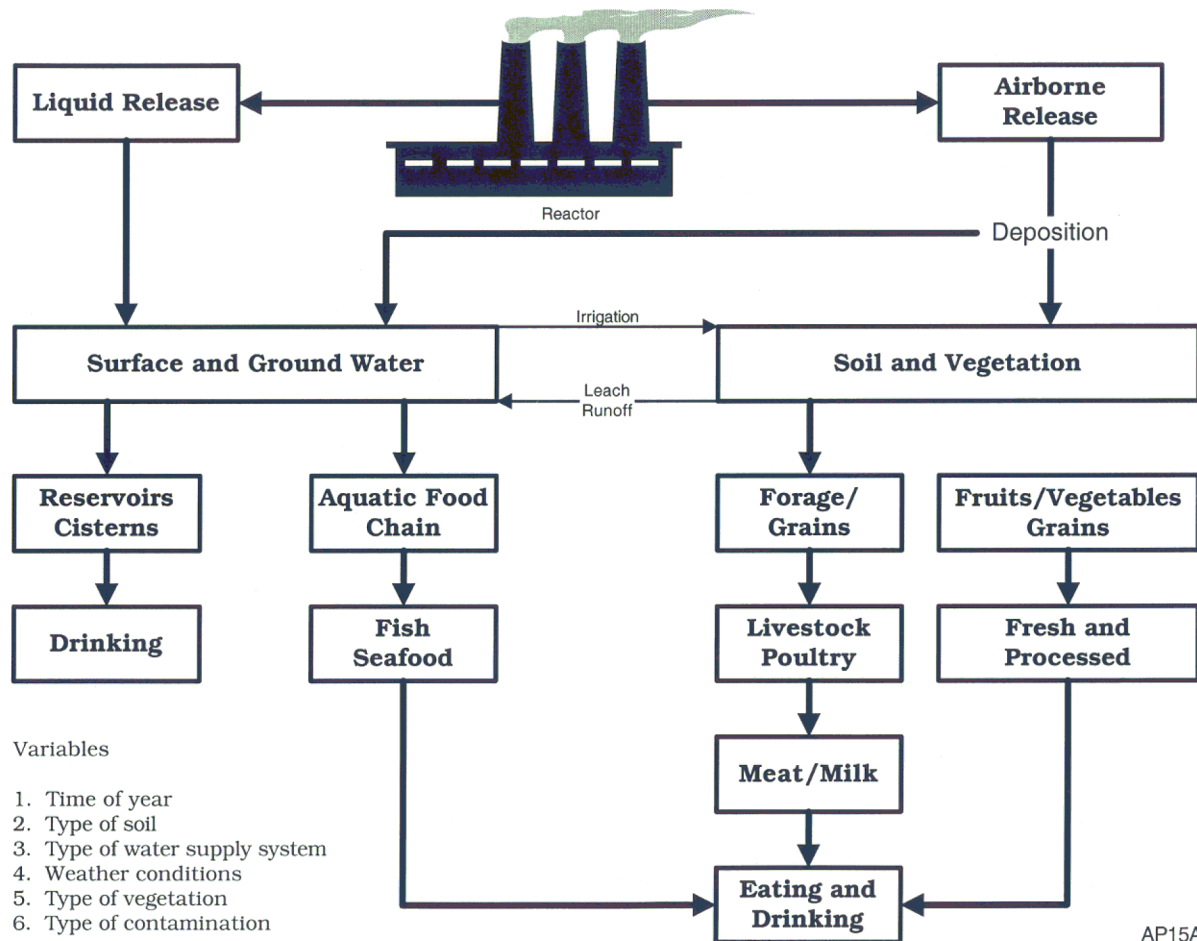 Liquid Release
Airborne
Release
Reactor
Deposition
Irrigation
Surface and Ground Water
Soil and Vegetation
Leach
Runoff
Reservoirs
Cisterns
Aquatic Food
Chain
Forage/
Grains
Fruits/Vegetables
Grains
Drinking
Fish
Seafood
Livestock
Poultry
Fresh and
Processed
Meat/Milk
Eating and
Drinking
Variables
1. Time of year
2. Type of soil
3. Type of water supply system
4. Weather conditions
5. Type of vegetation
6. Type of contamination
AP15A